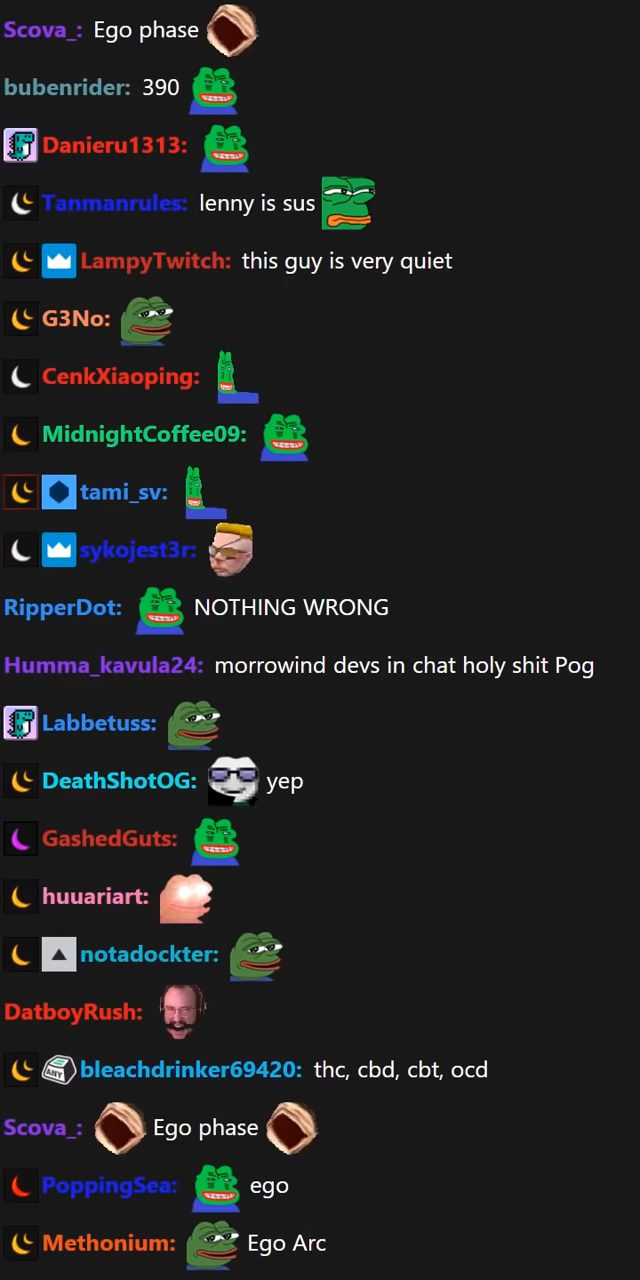 Scova_: Ego phase
bubenrider: 390
Danieru1313:
Tanmanrules: lenny is sus
LampyTwitch: this guy is very quiet
G3No:
CenkXiaoping:
MidnightCoffee09:
tami_sv:
sykojest3r:
RipperDot: NOTHING WRONG
Humma_kavula24: morrowind devs in chat holy shit Pog
Labbetuss:
DeathShotOG: yep
GashedGuts:
huuariart:
notadockter:
DatboyRush:
ANY bleachdrinker69420: thc, cbd, cbt, ocd
Scova_: Ego phase
PoppingSea: ego
Methonium: Ego Arc